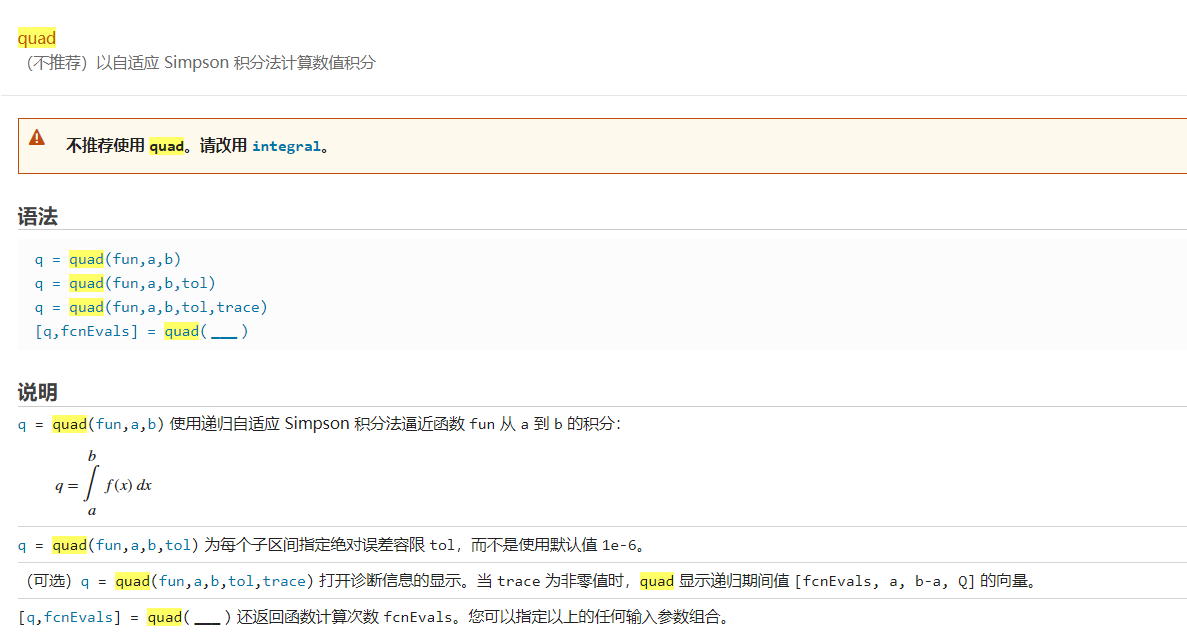 quad
（不推荐）以自适应 Simpson 积分法计算数值积分
不推荐使用 quad。请改用 integral。
语法
q = quad(fun,a,b)
q = quad(fun,a,b,tol)
q = quad(fun,a,b,tol,trace)
[q,fcnEvals] = quad(___)
说明
q = quad(fun,a,b) 使用递归自适应 Simpson 积分法逼近函数 fun 从 a 到 b 的积分：
b
q = ∫ f(x) dx
a
q = quad(fun,a,b,tol) 为每个子区间指定绝对误差容限 tol，而不是使用默认值 1e-6。
（可选）q = quad(fun,a,b,tol,trace) 打开诊断信息的显示。当 trace 为非零值时，quad 显示递归期间值 [fcnEvals, a, b-a, Q] 的向量。
[q,fcnEvals] = quad(___) 还返回函数计算次数 fcnEvals。您可以指定以上的任何输入参数组合。